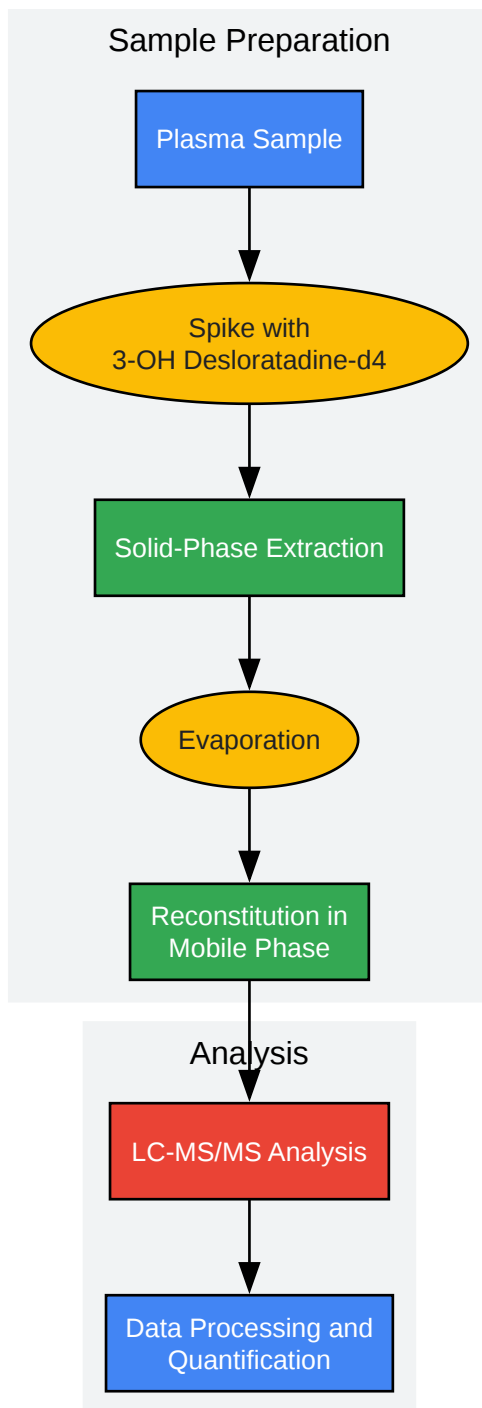 Sample Preparation
Plasma Sample
Spike with
3-OH Desloratadine-d4
Solid-Phase Extraction
Evaporation
Reconstitution in
Mobile Phase
Analysis
LC-MS/MS Analysis
Data Processing and
Quantification